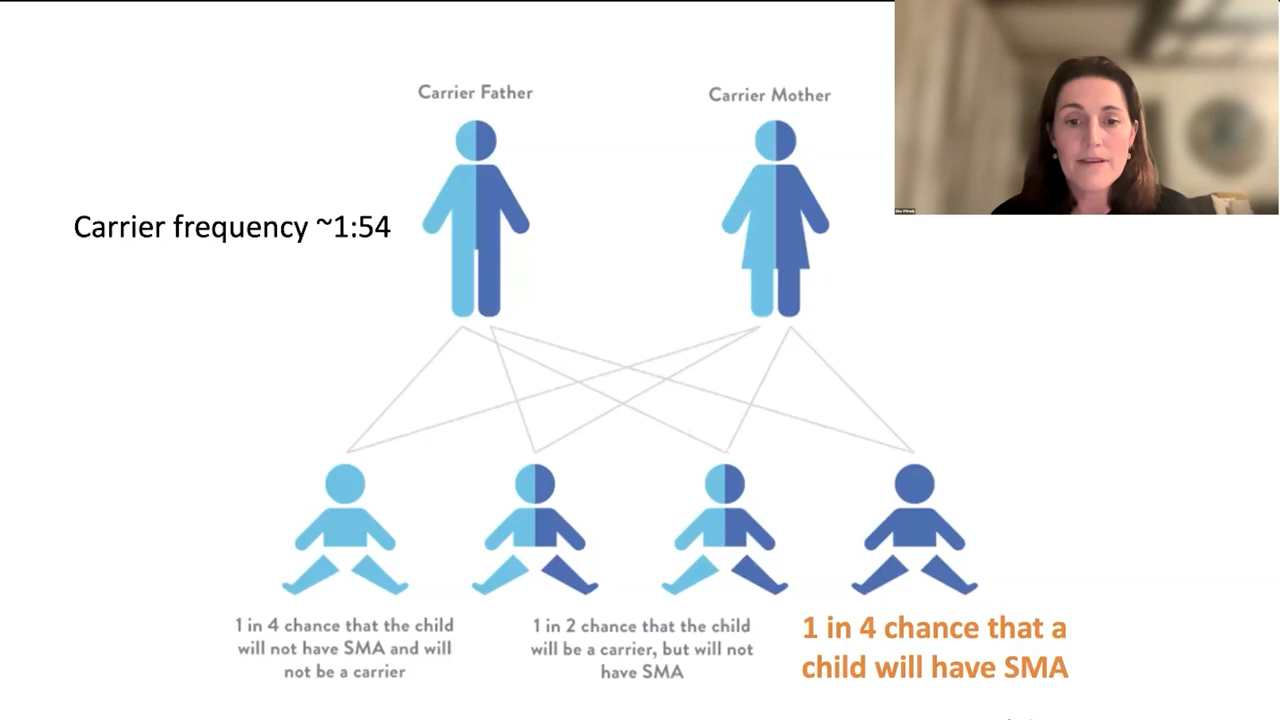 Carrier Father
Carrier Mother
Carrier frequency ~1:54
1 in 4 chance that the child
will not have SMA and will
not be a carrier
1 in 2 chance that the child
will be a carrier, but will not
have SMA
1 in 4 chance that a
child will have SMA